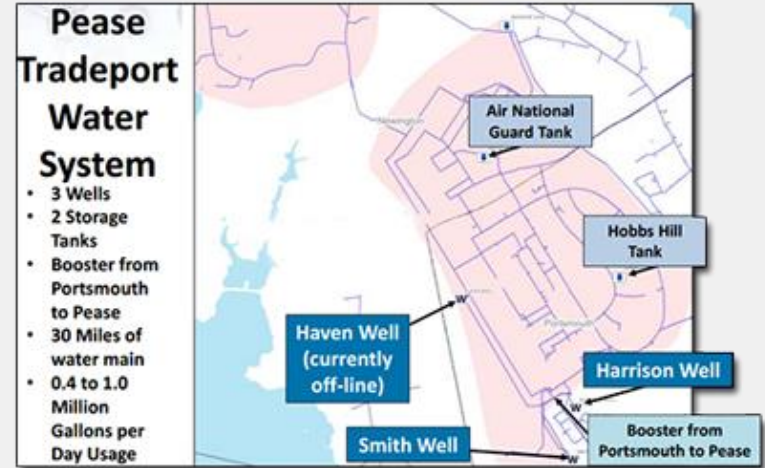 Pease
Tradeport
Water
System
• 3 Wells
• 2 Storage
Tanks
• Booster from
Portsmouth
to Pease
• 30 Miles of
water main
• 0.4 to 1.0
Million
Gallons per
Day Usage
Newington
Air National
Guard Tank
Hobbs Hill
Tank
W
Haven Well
(currently
off-line)
Portsmouth
Harrison Well
W
Booster from
Portsmouth to Pease
Smith Well
W